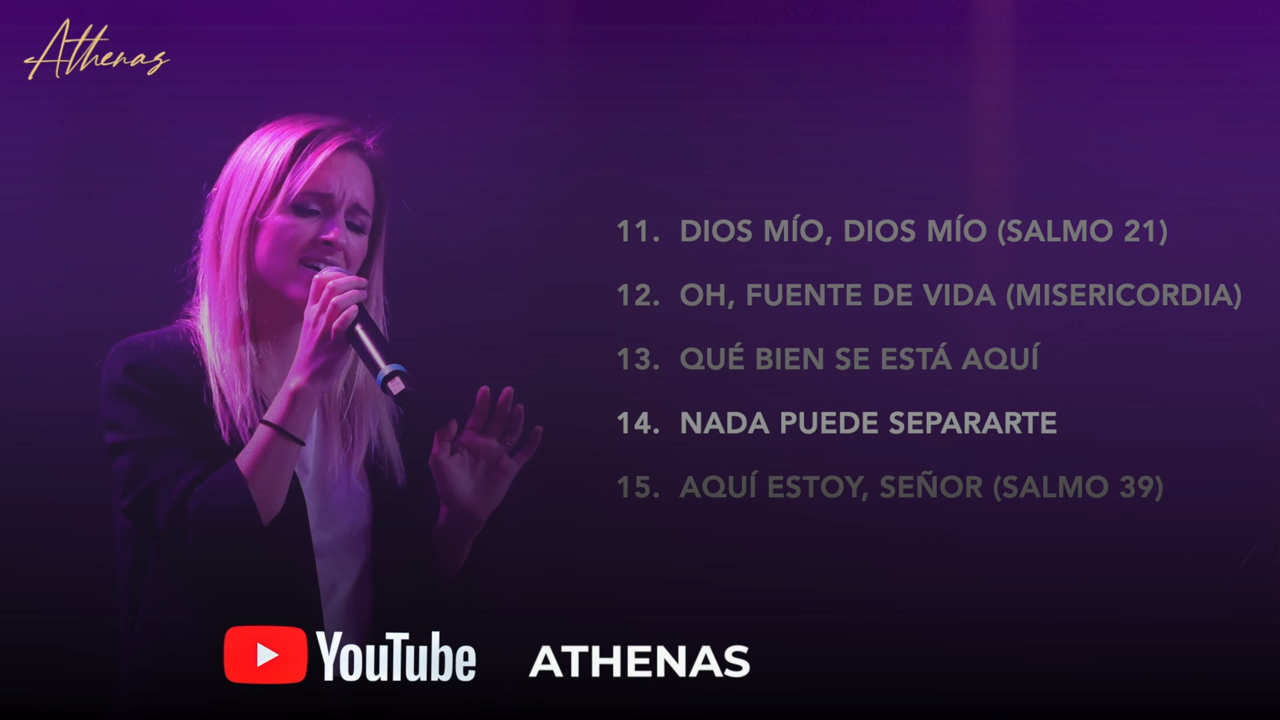 Athenas
11. DIOS MÍO, DIOS MÍO (SALMO 21)
12. OH, FUENTE DE VIDA (MISERICORDIA)
13. QUÉ BIEN SE ESTÁ AQUÍ
14. NADA PUEDE SEPARARTE
15. AQUÍ ESTOY, SEÑOR (SALMO 39)
YouTube ATHENAS